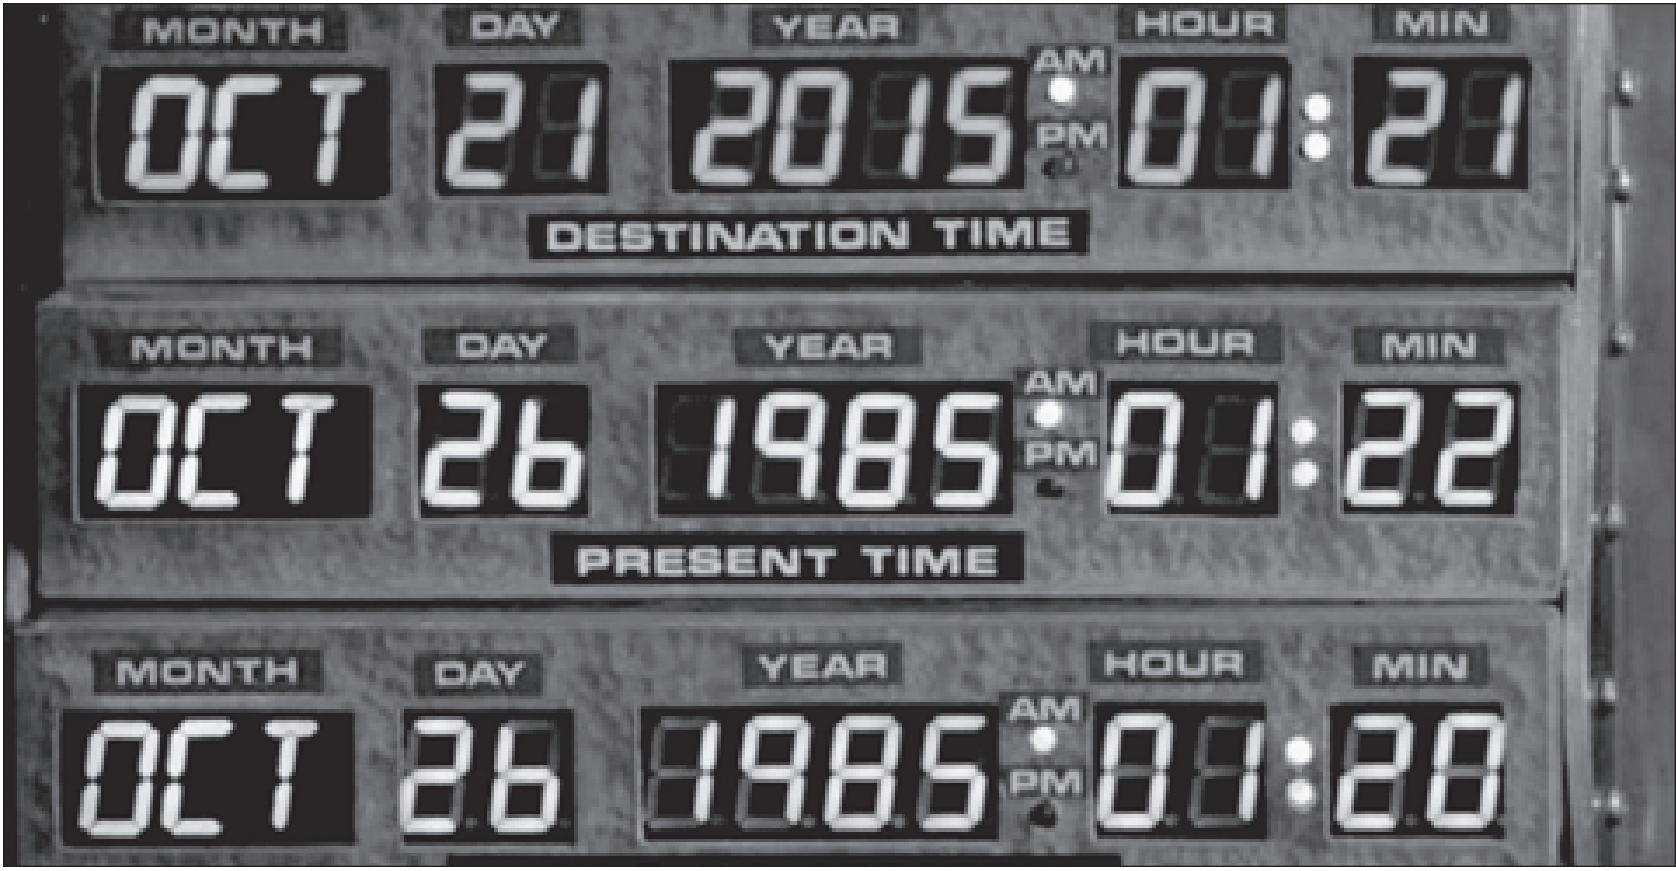 MONTH DAY YEAR AM HOUR MIN
OCT 21 2015 PM 01:21
DESTINATION TIME
MONTH DAY YEAR AM HOUR MIN
OCT 26 1985 PM 01:22
PRESENT TIME
MONTH DAY YEAR AM HOUR MIN
OCT 26 1985 PM 01:20